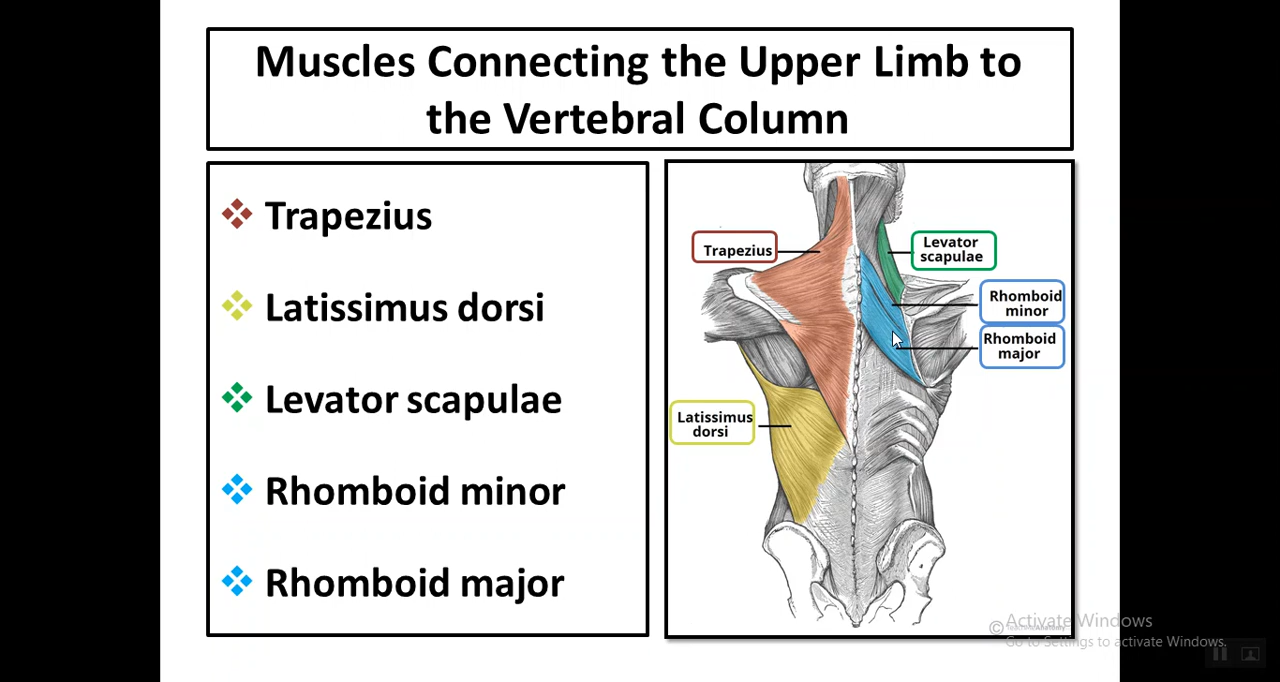 Muscles Connecting the Upper Limb to
the Vertebral Column
Trapezius
Latissimus dorsi
Levator scapulae
Rhomboid minor
Rhomboid major
Trapezius
Levator
scapulae
Rhomboid
minor
Rhomboid
major
Latissimus
dorsi
Activate Windows
©
Go to Settings to activate Windows.